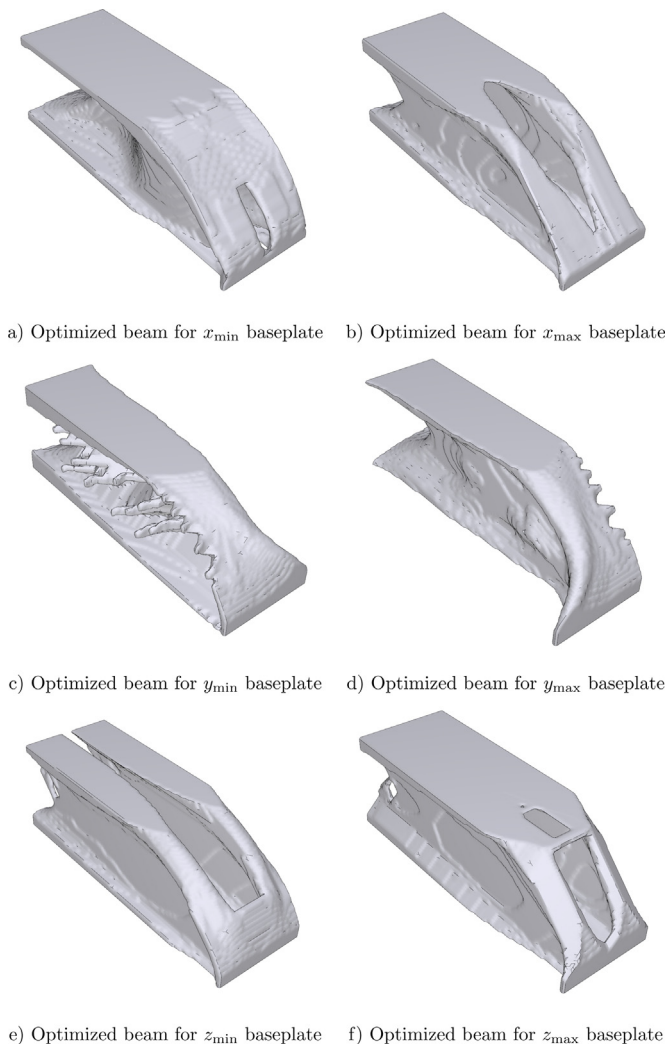 a) Optimized beam for x_min baseplate
b) Optimized beam for x_max baseplate
c) Optimized beam for y_min baseplate
d) Optimized beam for y_max baseplate
e) Optimized beam for z_min baseplate
f) Optimized beam for z_max baseplate